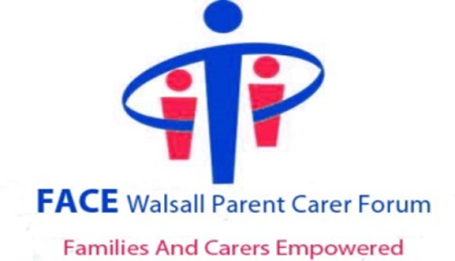 FACE Walsall Parent Carer Forum
Families And Carers Empowered